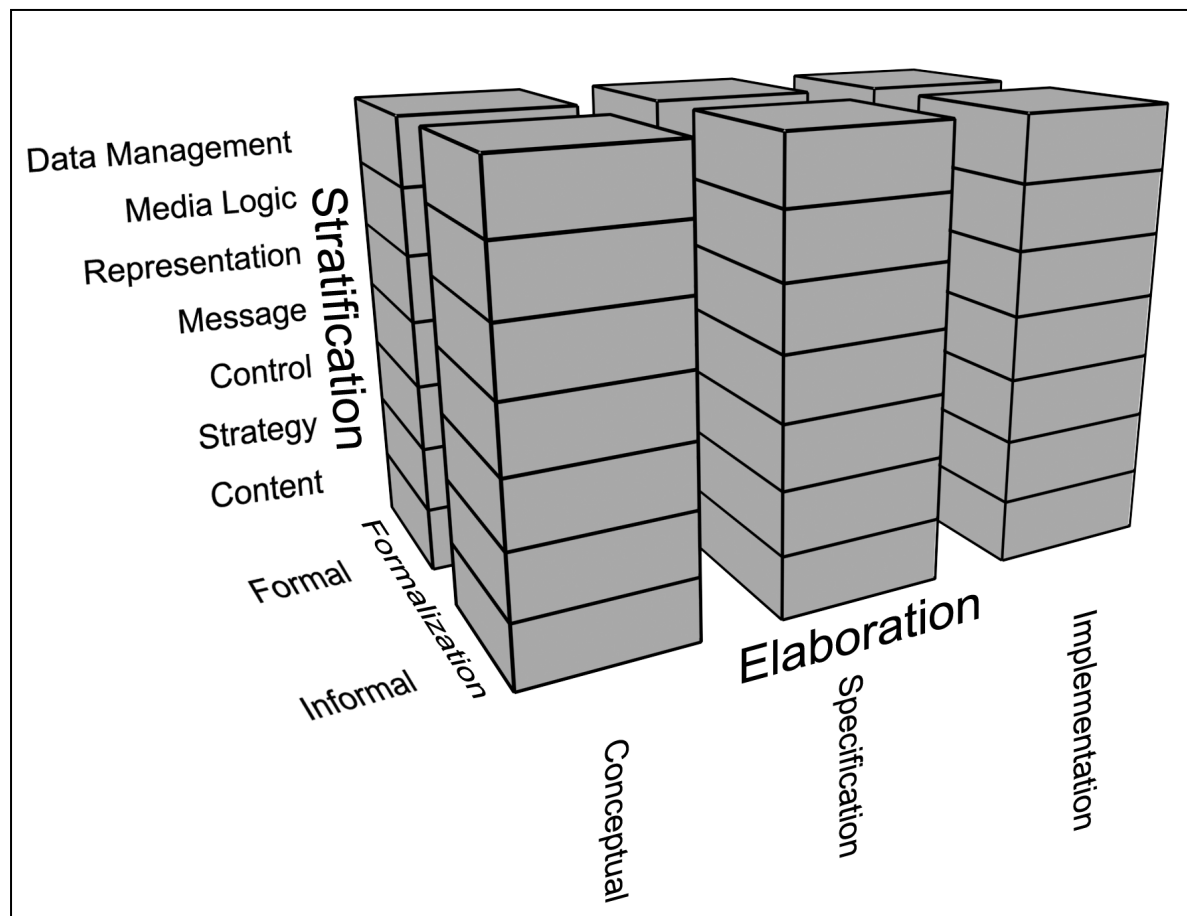 Data Management
Media Logic
Representation
Message
Control
Strategy
Content
Stratification
Formal
Informal
Formalization
Elaboration
Conceptual
Specification
Implementation